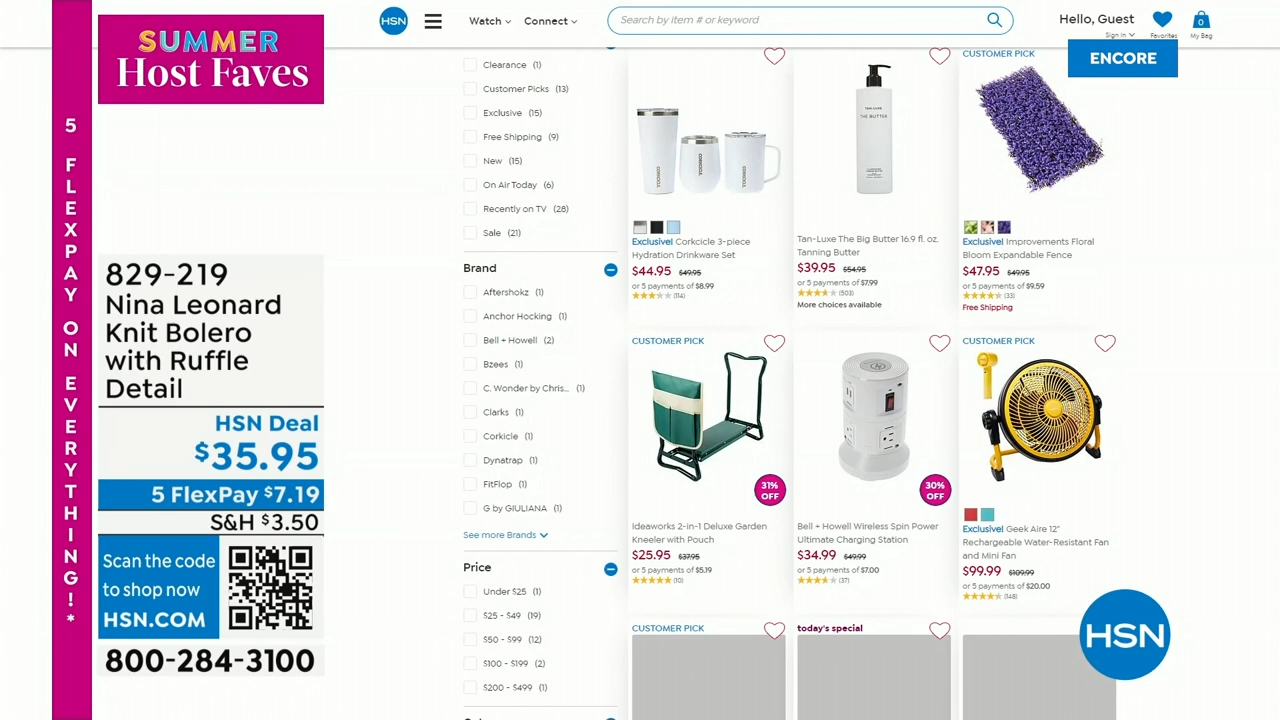 SUMMER
Host Faves
5 FLEXPAY ON EVERYTHING!*
829-219
Nina Leonard
Knit Bolero
with Ruffle
Detail
HSN Deal
$35.95
5 FlexPay $7.19
S&H $3.50
Scan the code
to shop now
HSN.COM
800-284-3100
HSN
Watch
Connect
Search by item # or keyword
Hello, Guest
Sign In
Favorites
0
My Bag
ENCORE
Clearance (1)
Customer Picks (13)
Exclusive (15)
Free Shipping (9)
New (15)
On Air Today (6)
Recently on TV (28)
Sale (21)
Brand
Aftershokz (1)
Anchor Hocking (1)
Bell + Howell (2)
Bzees (1)
C. Wonder by Chris... (1)
Clarks (1)
Corkicle (1)
Dynatrap (1)
FitFlop (1)
G by GIULIANA (1)
See more Brands
Price
Under $25 (1)
$25 - $49 (19)
$50 - $99 (12)
$100 - $199 (2)
$200 - $499 (1)
CORKCICLE
CORKCICLE
CORKCICLE
Exclusive! Corkcicle 3-piece
Hydration Drinkware Set
$44.95 $49.95
or 5 payments of $8.99
(114)
TAN-LUXE
THE BUTTER
Tan-Luxe The Big Butter 16.9 fl. oz.
Tanning Butter
$39.95 $54.95
or 5 payments of $7.99
(503)
More choices available
CUSTOMER PICK
Exclusive! Improvements Floral
Bloom Expandable Fence
$47.95 $49.95
or 5 payments of $9.59
(33)
Free Shipping
CUSTOMER PICK
31%
OFF
Ideaworks 2-in-1 Deluxe Garden
Kneeler with Pouch
$25.95 $37.95
or 5 payments of $5.19
(10)
30%
OFF
Bell + Howell Wireless Spin Power
Ultimate Charging Station
$34.99 $49.99
or 5 payments of $7.00
(37)
CUSTOMER PICK
Exclusive! Geek Aire 12"
Rechargeable Water-Resistant Fan
and Mini Fan
$99.99 $109.99
or 5 payments of $20.00
(148)
CUSTOMER PICK
today's special
HSN